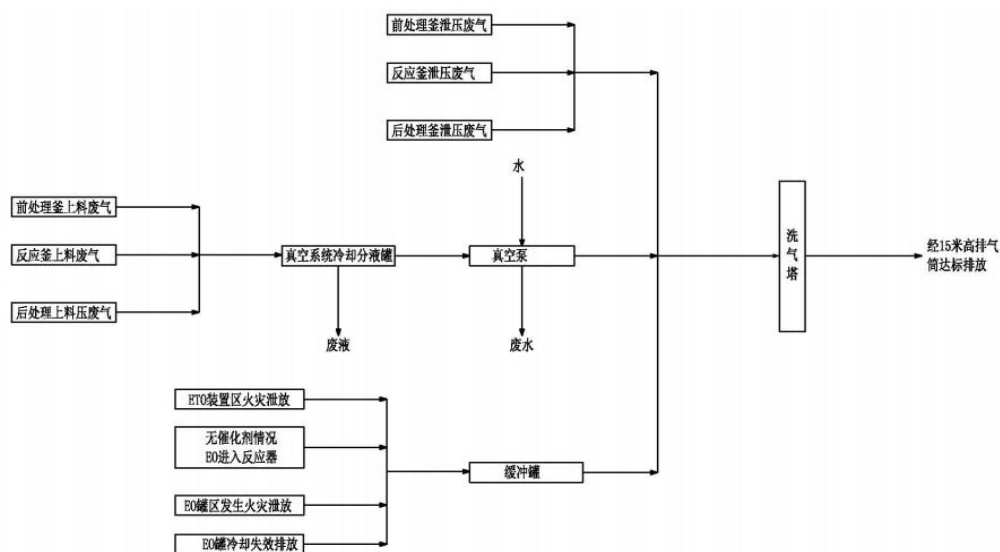 前处理釜泄压废气
反应釜泄压废气
后处理釜泄压废气
水
前处理釜上料废气
反应釜上料废气
后处理上料压废气
真空系统冷却分液罐
真空泵
洗
气
塔
经15米高排气
筒达标排放
废液
废水
ETO装置区火灾泄放
无催化剂情况
EO进入反应器
缓冲罐
EO罐区发生火灾泄放
EO罐冷却失效排放